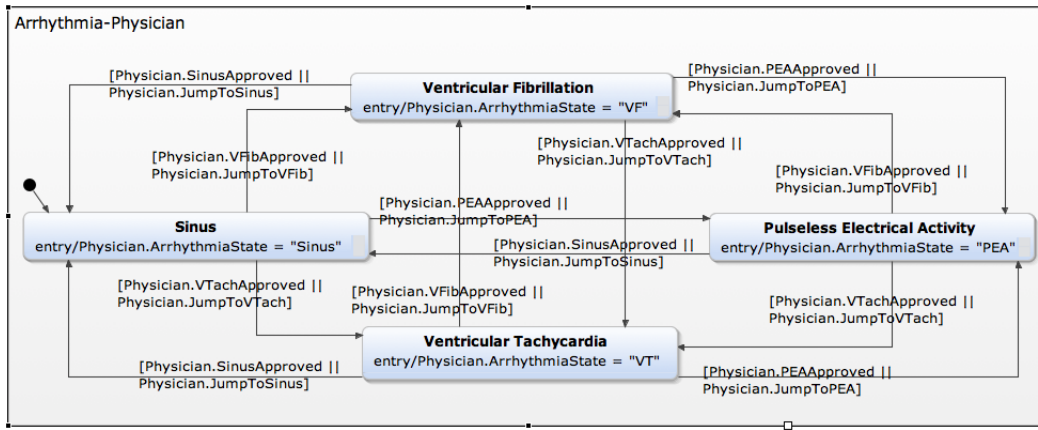 Arrhythmia-Physician
[Physician.SinusApproved ||
Physician.JumpToSinus]
Ventricular Fibrillation
entry/Physician.ArrhythmiaState = "VF"
[Physician.PEAApproved ||
Physician.JumpToPEA]
[Physician.VFibApproved ||
Physician.JumpToVFib]
[Physician.VTachApproved ||
Physician.JumpToVTach]
[Physician.VFibApproved ||
Physician.JumpToVFib]
Sinus
entry/Physician.ArrhythmiaState = "Sinus"
[Physician.PEAApproved ||
Physician.JumpToPEA]
[Physician.SinusApproved ||
Physician.JumpToSinus]
Pulseless Electrical Activity
entry/Physician.ArrhythmiaState = "PEA"
[Physician.VTachApproved ||
Physician.JumpToVTach]
[Physician.VFibApproved ||
Physician.JumpToVFib]
[Physician.VTachApproved ||
Physician.JumpToVTach]
Ventricular Tachycardia
entry/Physician.ArrhythmiaState = "VT"
[Physician.SinusApproved ||
Physician.JumpToSinus]
[Physician.PEAApproved ||
Physician.JumpToPEA]